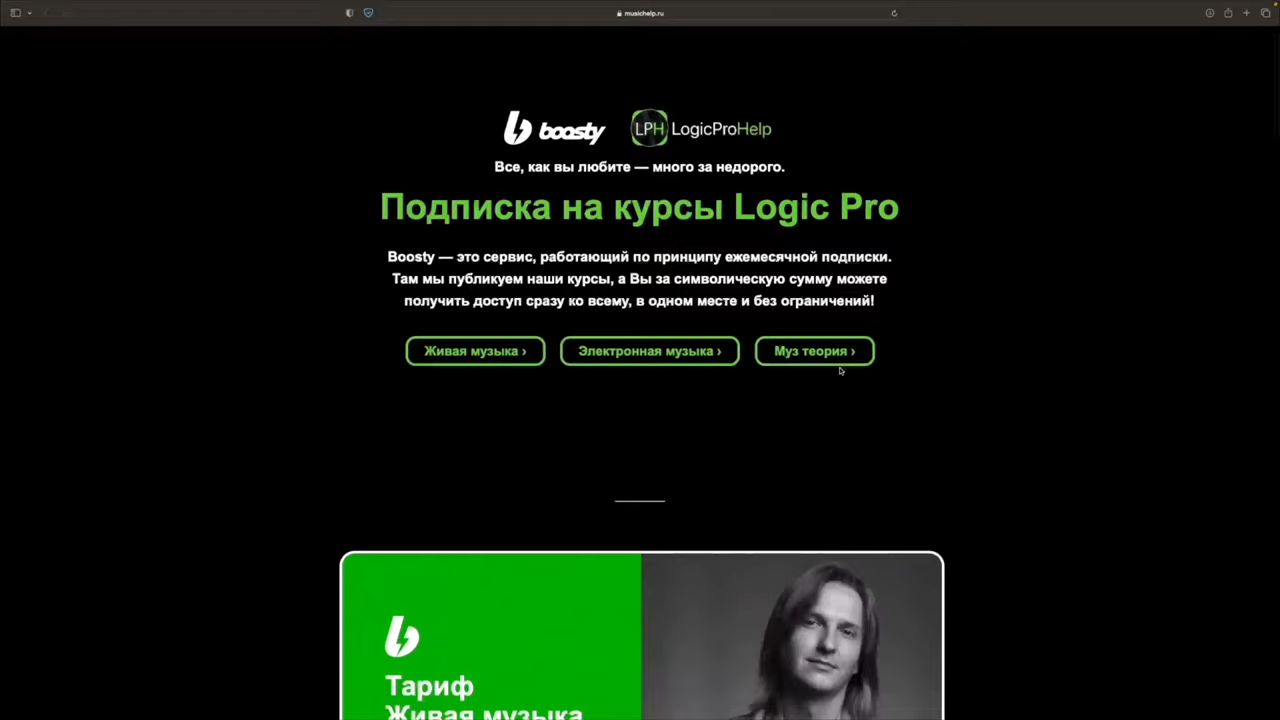 musichelp.ru
boosty
LPH LogicProHelp
Все, как вы любите — много за недорого.
Подписка на курсы Logic Pro
Boosty — это сервис, работающий по принципу ежемесячной подписки.
Там мы публикуем наши курсы, а Вы за символическую сумму можете
получить доступ сразу ко всему, в одном месте и без ограничений!
Живая музыка ›
Электронная музыка ›
Муз теория ›
Тариф
Живая музыка